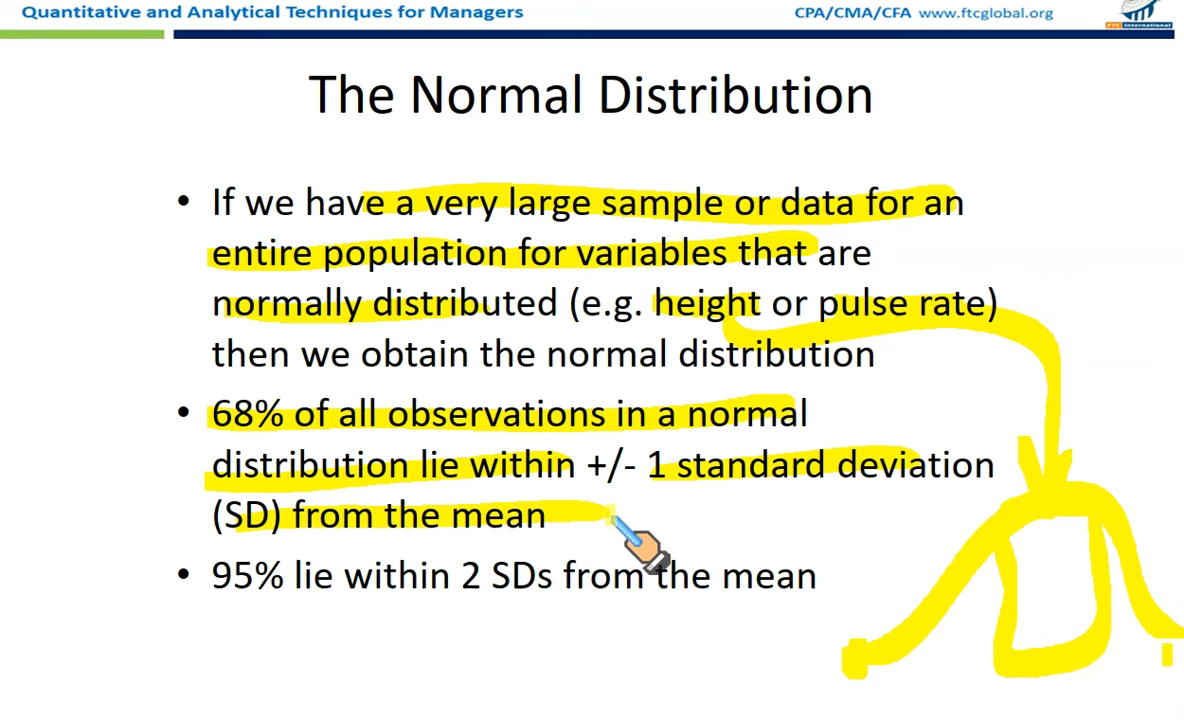 Quantitative and Analytical Techniques for Managers
CPA/CMA/CFA www.ftcglobal.org
FTC International
The Normal Distribution
• If we have a very large sample or data for an
entire population for variables that are
normally distributed (e.g. height or pulse rate)
then we obtain the normal distribution
• 68% of all observations in a normal
distribution lie within +/- 1 standard deviation
(SD) from the mean
• 95% lie within 2 SDs from the mean